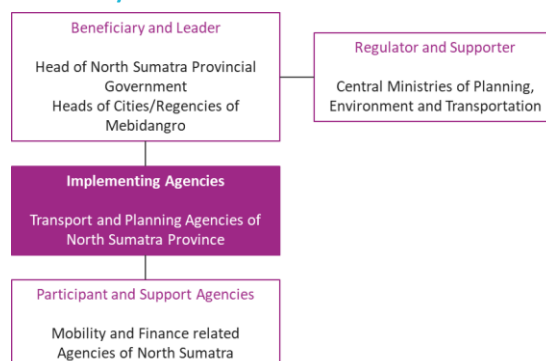 Beneficiary and Leader
Head of North Sumatra Provincial
Government
Heads of Cities/Regencies of
Mebidangro
Regulator and Supporter
Central Ministries of Planning,
Environment and Transportation
Implementing Agencies
Transport and Planning Agencies of
North Sumatra Province
Participant and Support Agencies
Mobility and Finance related
Agencies of North Sumatra